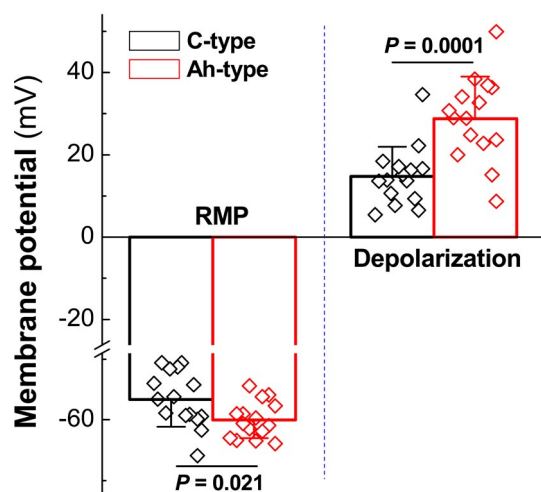 C-type
Ah-type
P = 0.0001
Membrane potential (mV)
40
20
0
-20
-60
RMP
Depolarization
P = 0.021